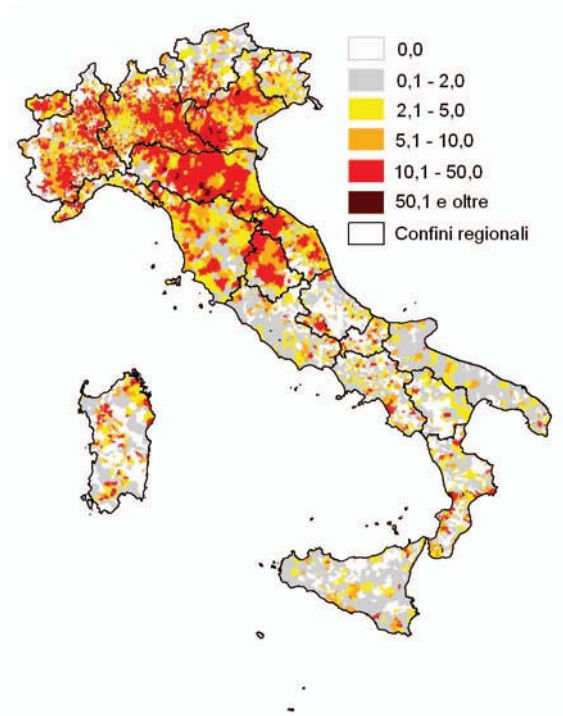 0,0
0,1 - 2,0
2,1 - 5,0
5,1 - 10,0
10,1 - 50,0
50,1 e oltre
Confini regionali